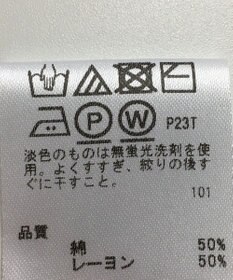 P W P23T
淡色のものは無蛍光洗剤を使
用。よくすすぎ、絞りの後す
ぐに干すこと。
101
品質
綿 50%
レーヨン 50%